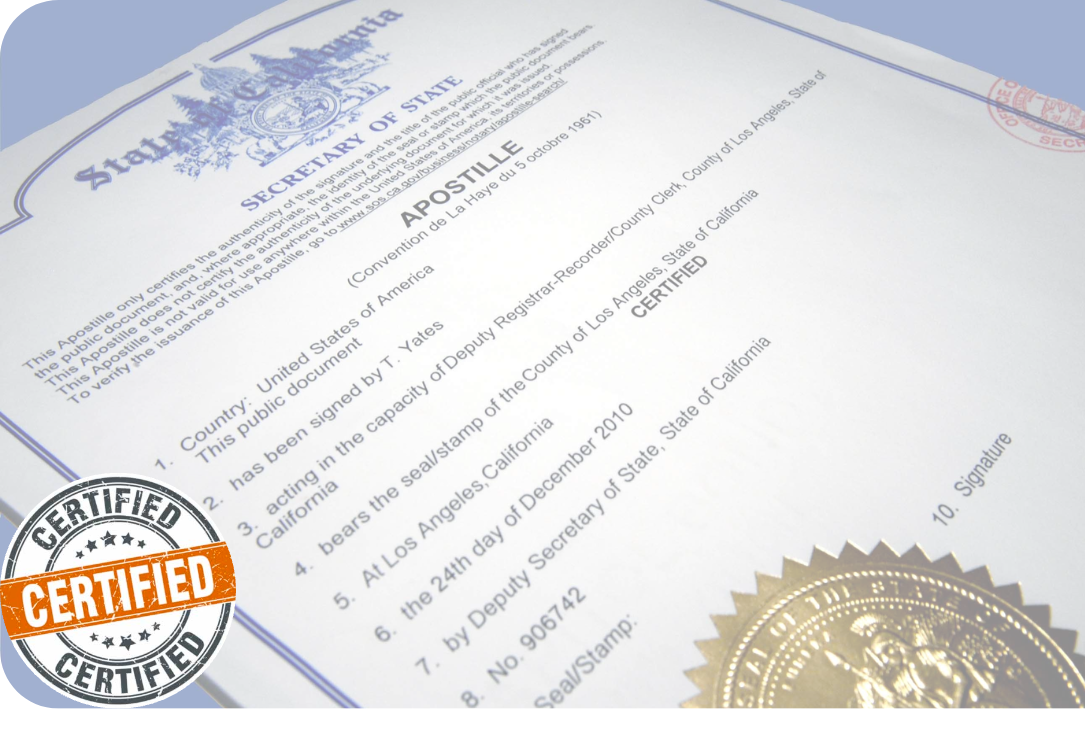 State of California
SECRETARY OF STATE
This Apostille only certifies the authenticity of the signature and the title of the public official who has signed
the public document, and, where appropriate, the identity of the seal or stamp which the public document bears.
This Apostille does not certify the authenticity of the underlying document for which it was issued.
This Apostille is not valid for use anywhere within the United States of America, its territories or possessions.
To verify the issuance of this Apostille, go to www.sos.ca.gov/business/notary/apostille-search/
APOSTILLE
(Convention de La Haye du 5 octobre 1961)
1. Country: United States of America
This public document
2. has been signed by T. Yates
3. acting in the capacity of Deputy Registrar-Recorder/County Clerk, County of Los Angeles, State of
California
4. bears the seal/stamp of the County of Los Angeles, State of California
CERTIFIED
5. At Los Angeles, California
6. the 24th day of December 2010
7. by Deputy Secretary of State, State of California
8. No. 906742
Seal/Stamp:
10. Signature
SEAL OF THE STATE
CERTIFIED
CERTIFIED
CERTIFIED